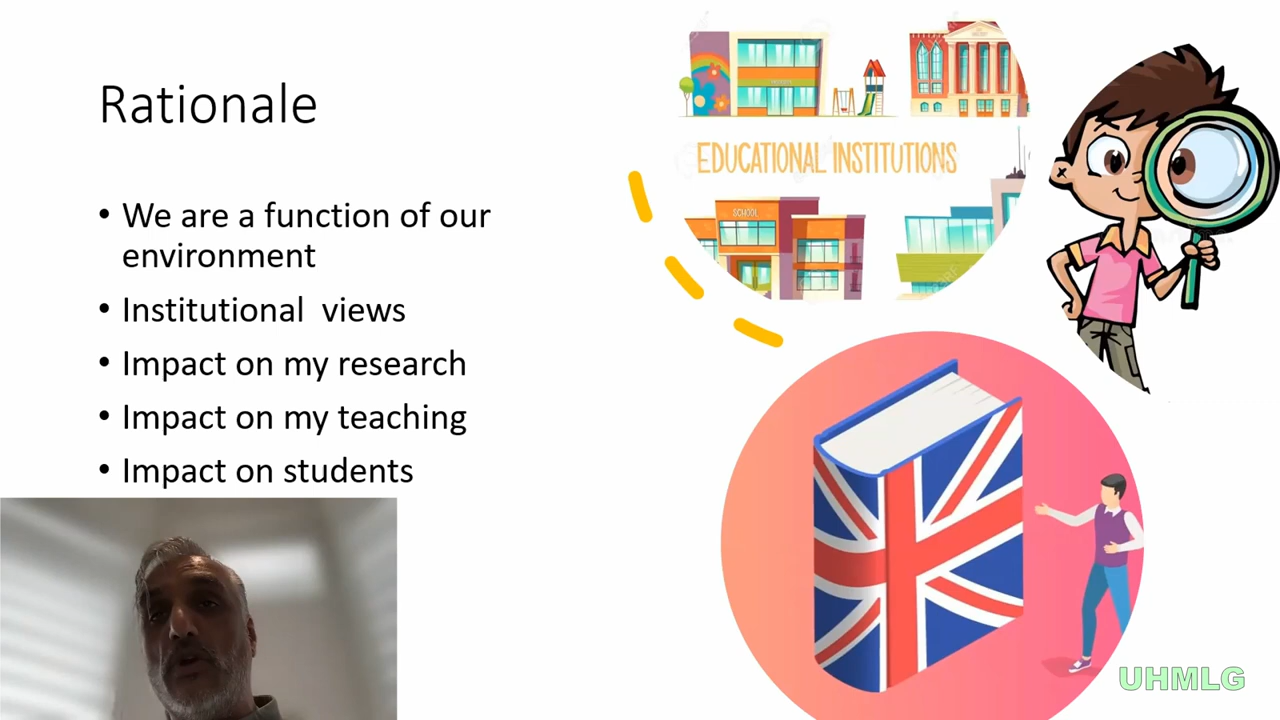 Rationale
• We are a function of our
environment
• Institutional  views
• Impact on my research
• Impact on my teaching
• Impact on students
EDUCATIONAL INSTITUTIONS
SCHOOL
UHMLG